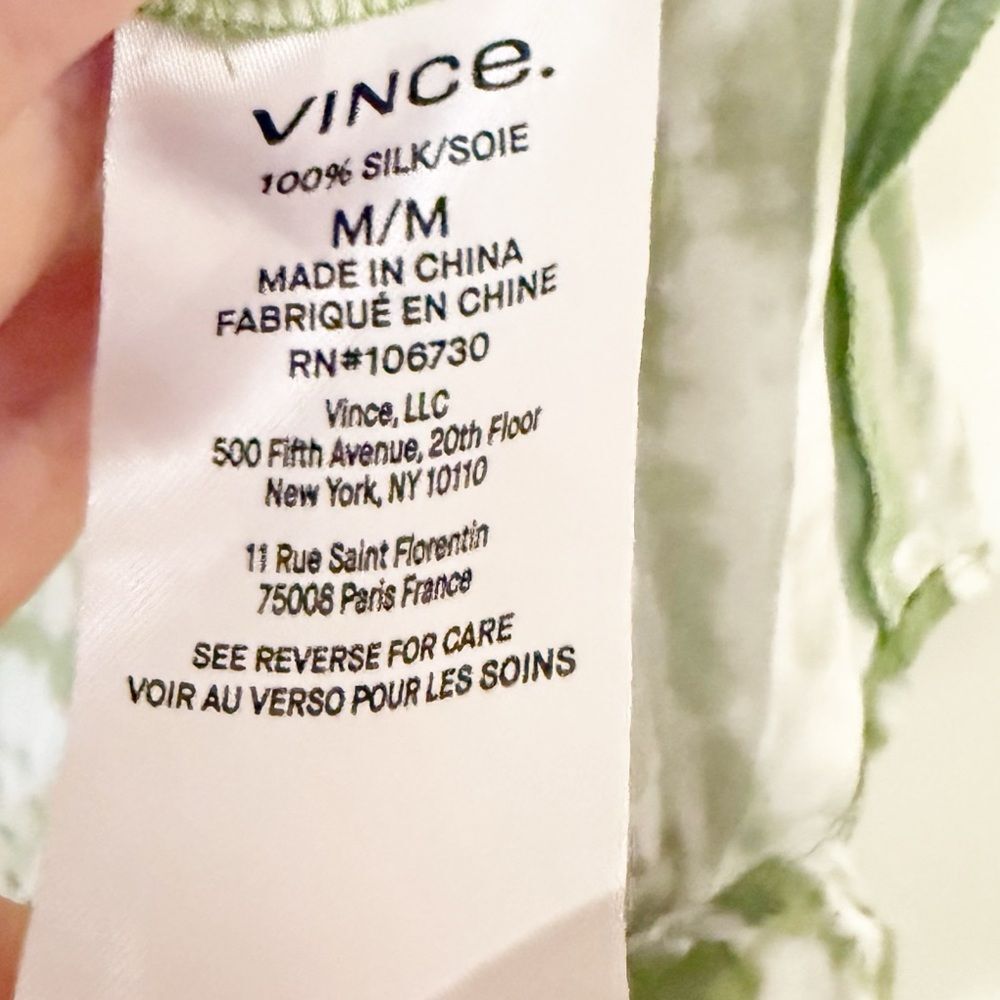 VINCe.
100% SILK/SOIE
M/M
MADE IN CHINA
FABRIQUÉ EN CHINE
RN#106730
Vince, LLC
500 Fifth Avenue, 20th Floor
New York, NY 10110
11 Rue Saint Florentin
75008 Paris France
SEE REVERSE FOR CARE
VOIR AU VERSO POUR LES SOINS